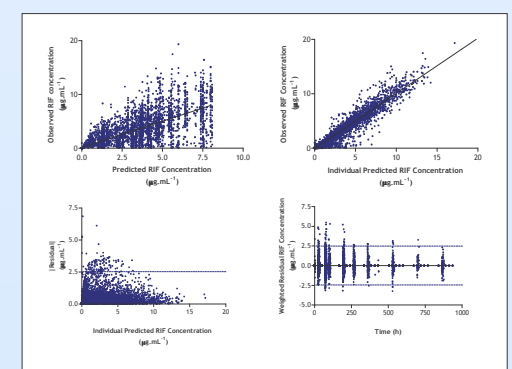 Observed RIF concentration
(µg.mL⁻¹)
20
10
0
0.0 2.5 5.0 7.5 10.0
Predicted RIF Concentration
(µg.mL⁻¹)
Observed RIF Concentration
(µg.mL⁻¹)
20
10
0
0 5 10 15 20
Individual Predicted RIF Concentration
(µg.mL⁻¹)
|Residual|
(µg.mL⁻¹)
7.5
5.0
2.5
0.0
0 5 10 15 20
Individual Predicted RIF Concentration
(µg.mL⁻¹)
Weighted Residual RIF Concentration
(µg.mL⁻¹)
7.5
5.0
2.5
0.0
-2.5
-5.0
0 250 500 750 1000
Time (h)